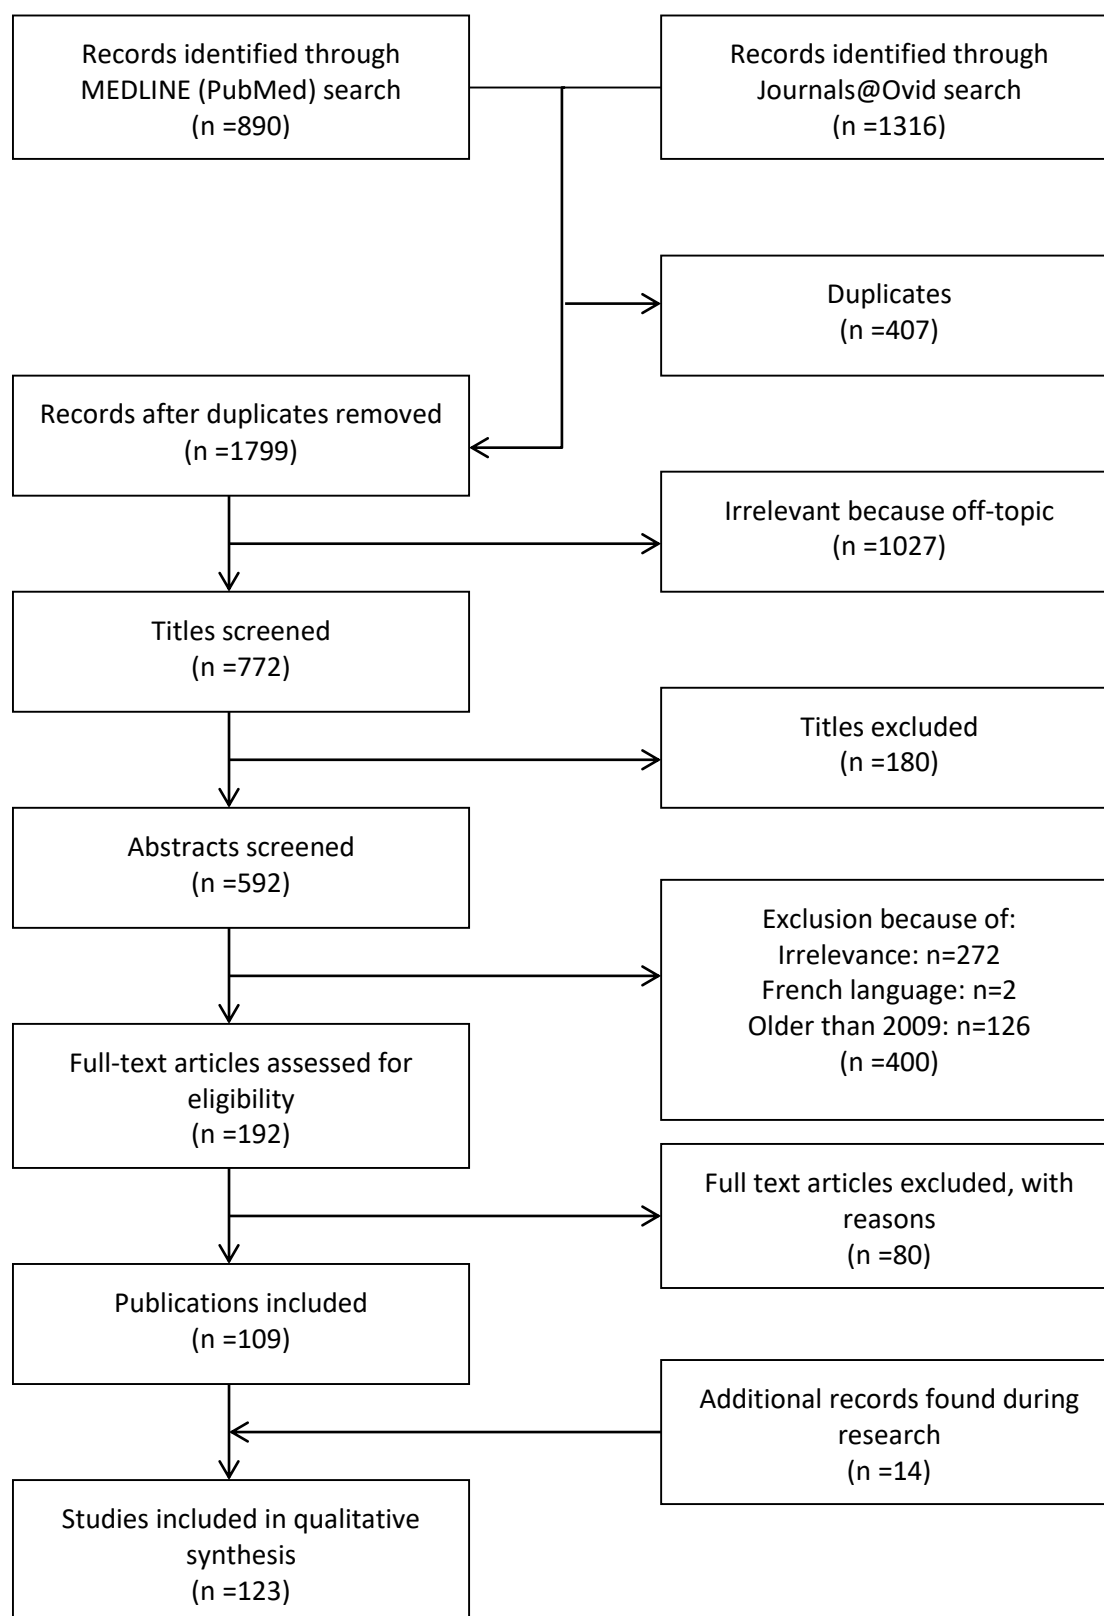 Records identified through
MEDLINE (PubMed) search
(n =890)
Records identified through
Journals@Ovid search
(n =1316)
Duplicates
(n =407)
Records after duplicates removed
(n =1799)
Irrelevant because off-topic
(n =1027)
Titles screened
(n =772)
Titles excluded
(n =180)
Abstracts screened
(n =592)
Exclusion because of:
Irrelevance: n=272
French language: n=2
Older than 2009: n=126
(n =400)
Full-text articles assessed for
eligibility
(n =192)
Full text articles excluded, with
reasons
(n =80)
Publications included
(n =109)
Additional records found during
research
(n =14)
Studies included in qualitative
synthesis
(n =123)